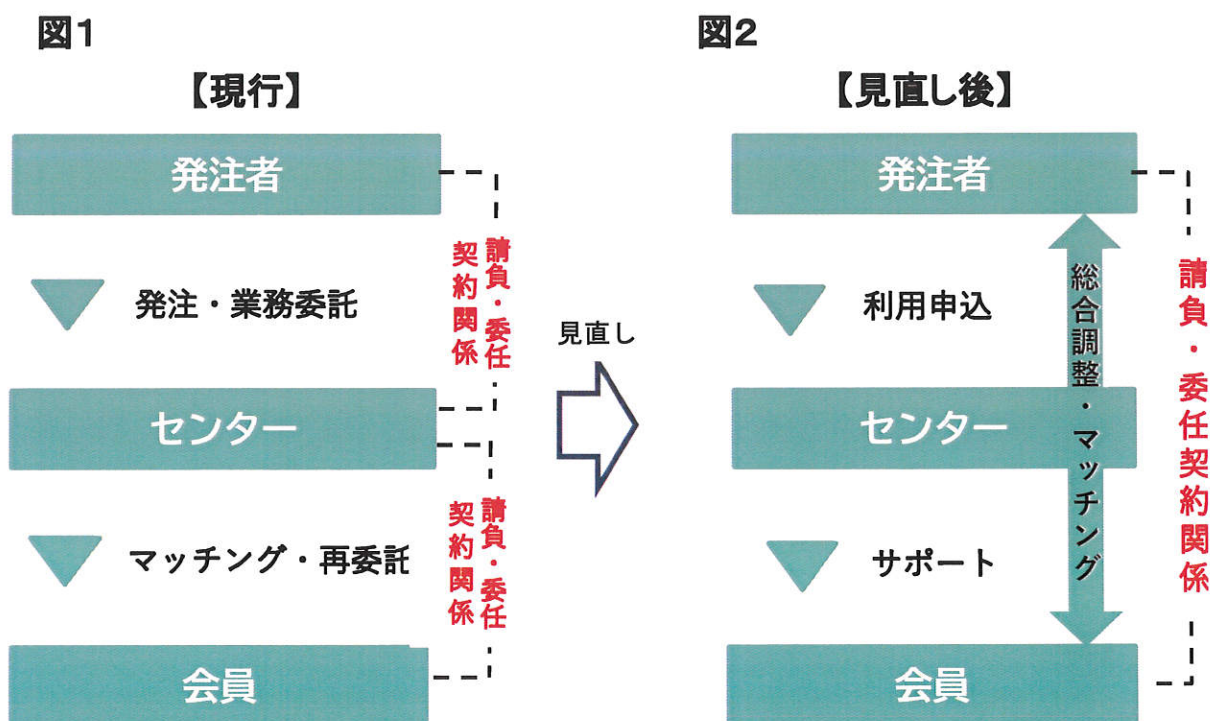 図1
【現行】
発注者
発注・業務委託
請負・委任
契約関係
センター
マッチング・再委託
請負・委任
契約関係
会員
見直し
図2
【見直し後】
発注者
利用申込
総合調整・マッチング
請負・委任契約関係
センター
サポート
会員